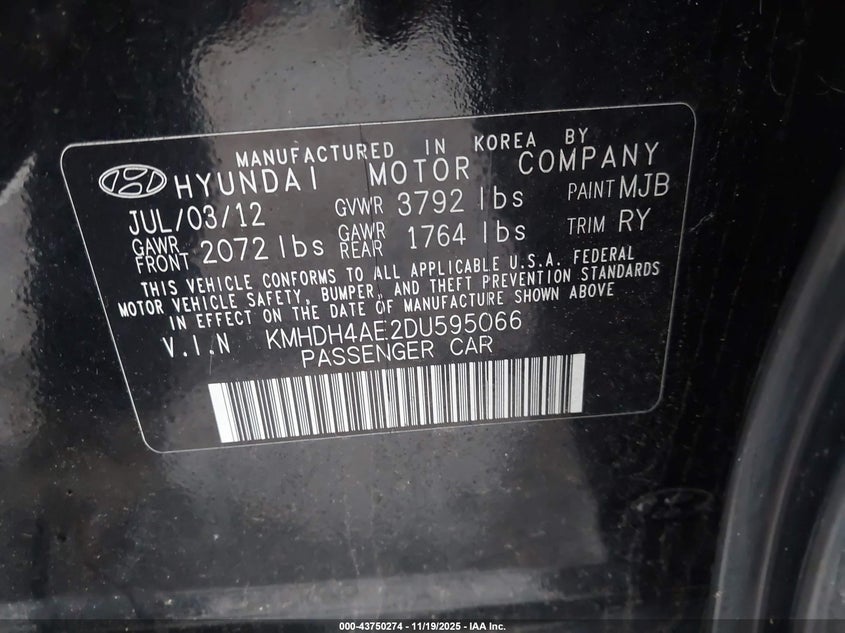 MANUFACTURED IN KOREA BY
HYUNDAI MOTOR COMPANY
JUL/03/12 GVWR 3792 lbs PAINT MJB
GAWR FRONT 2072 lbs GAWR REAR 1764 lbs TRIM RY
THIS VEHICLE CONFORMS TO ALL APPLICABLE U.S.A. FEDERAL
MOTOR VEHICLE SAFETY, BUMPER, AND THEFT PREVENTION STANDARDS
IN EFFECT ON THE DATE OF MANUFACTURE SHOWN ABOVE
V.I.N KMHDH4AE2DU595066
PASSENGER CAR
000-43750274 - 11/19/2025 - IAA Inc.